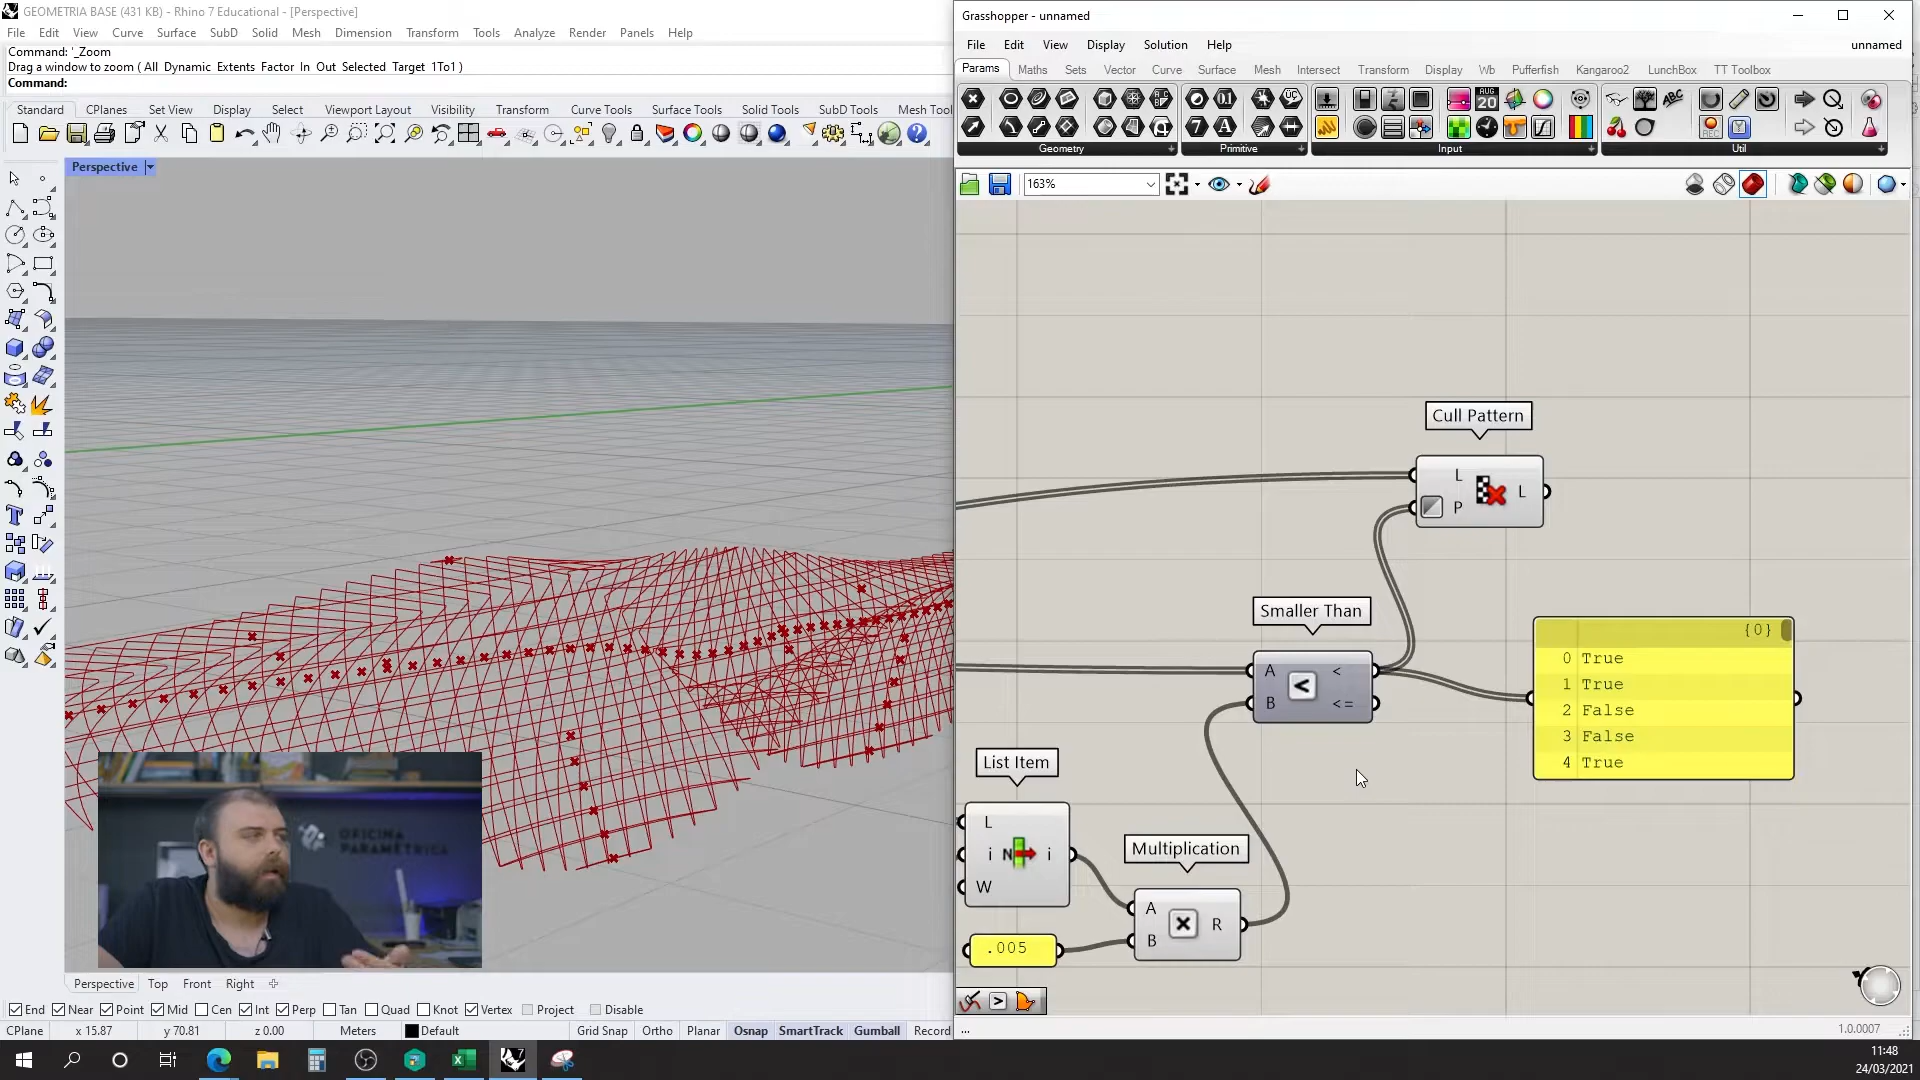 GEOMETRIA BASE (431 KB) - Rhino 7 Educational - [Perspective]
File Edit View Curve Surface SubD Solid Mesh Dimension Transform Tools Analyze Render Panels Help
Command: '_Zoom
Drag a window to zoom ( All Dynamic Extents Factor In Out Selected Target 1To1 )
Command:
Standard CPlanes Set View Display Select Viewport Layout Visibility Transform Curve Tools Surface Tools Solid Tools SubD Tools Mesh Tool
Perspective
OFICINA
PARAMÉTRICA
Perspective Top Front Right
End Near Point Mid Cen Int Perp Tan Quad Knot Vertex Project Disable
CPlane x 15.87 y 70.81 z 0.00 Meters Default Grid Snap Ortho Planar Osnap SmartTrack Gumball Record
Grasshopper - unnamed
File Edit View Display Solution Help
unnamed
Params Maths Sets Vector Curve Surface Mesh Intersect Transform Display Wb Pufferfish Kangaroo2 LunchBox TT Toolbox
Geometry Primitive Input Util
163%
Cull Pattern
L
P
L
Smaller Than
A
B
<
<
<=
{0}
0 True
1 True
2 False
3 False
4 True
List Item
L
i
W
N
i
Multiplication
A
B
R
.005
...
1.0.0007
11:48
24/03/2021